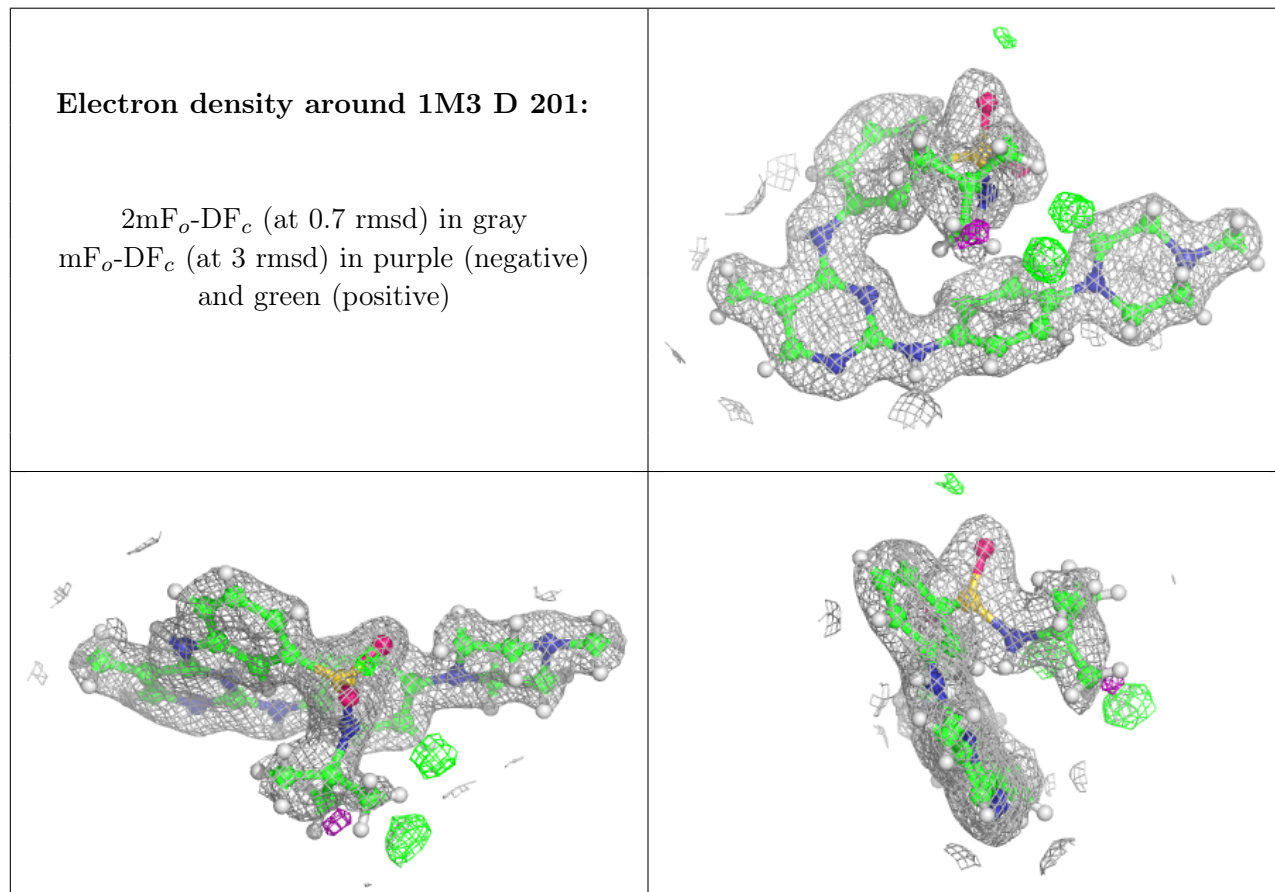 Electron density around 1M3 D 201:
2mFo-DFc (at 0.7 rmsd) in gray
mFo-DFc (at 3 rmsd) in purple (negative)
and green (positive)